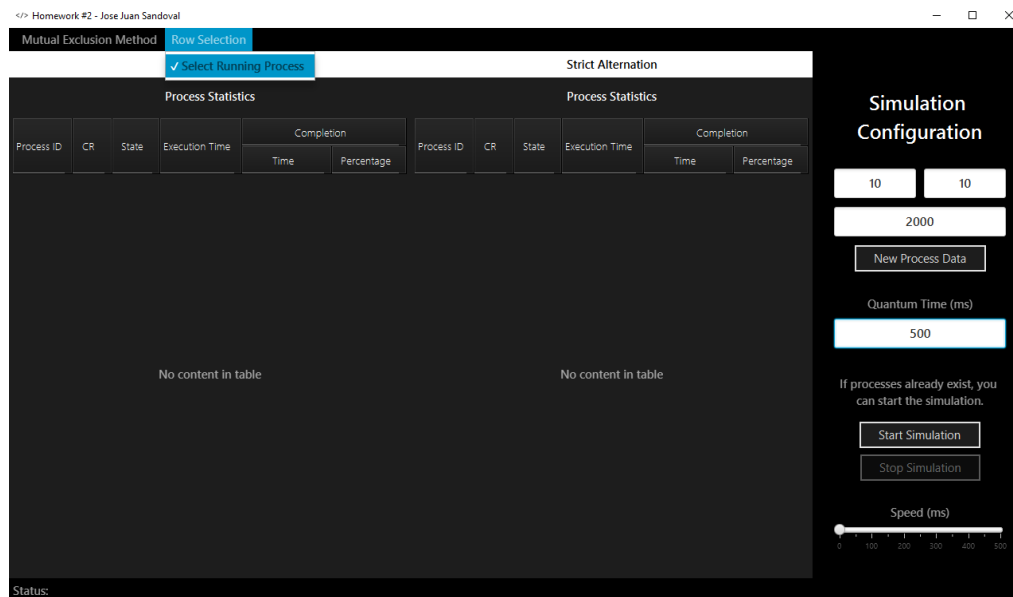 </> Homework #2 - Jose Juan Sandoval
Mutual Exclusion Method Row Selection
✓ Select Running Process
Strict Alternation
Process Statistics
Process ID CR State Execution Time Completion
Time Percentage
No content in table
Process Statistics
Process ID CR State Execution Time Completion
Time Percentage
No content in table
Simulation
Configuration
10 10
2000
New Process Data
Quantum Time (ms)
500
If processes already exist, you
can start the simulation.
Start Simulation
Stop Simulation
Speed (ms)
0 100 200 300 400 500
Status: